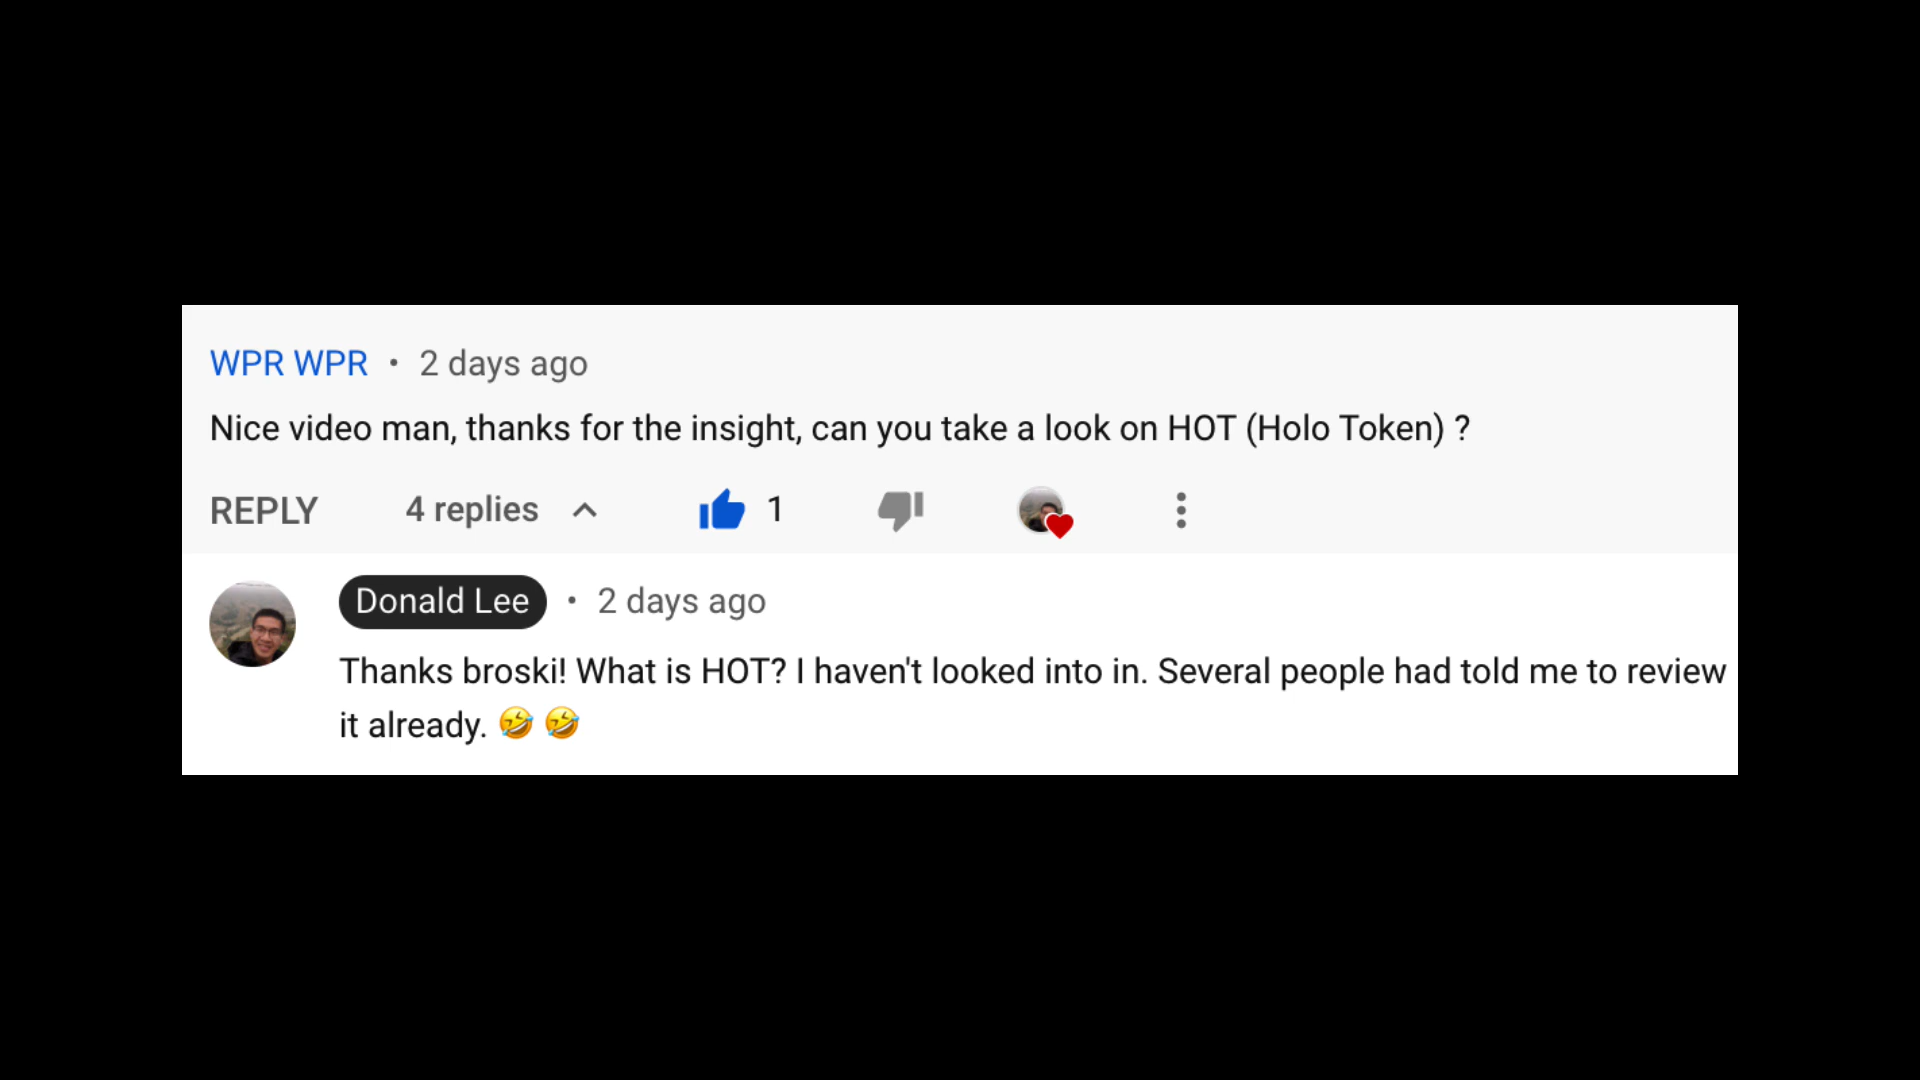 WPR WPR • 2 days ago
Nice video man, thanks for the insight, can you take a look on HOT (Holo Token) ?
REPLY 4 replies 1
Donald Lee • 2 days ago
Thanks broski! What is HOT? I haven't looked into in. Several people had told me to review
it already. 🤣 🤣